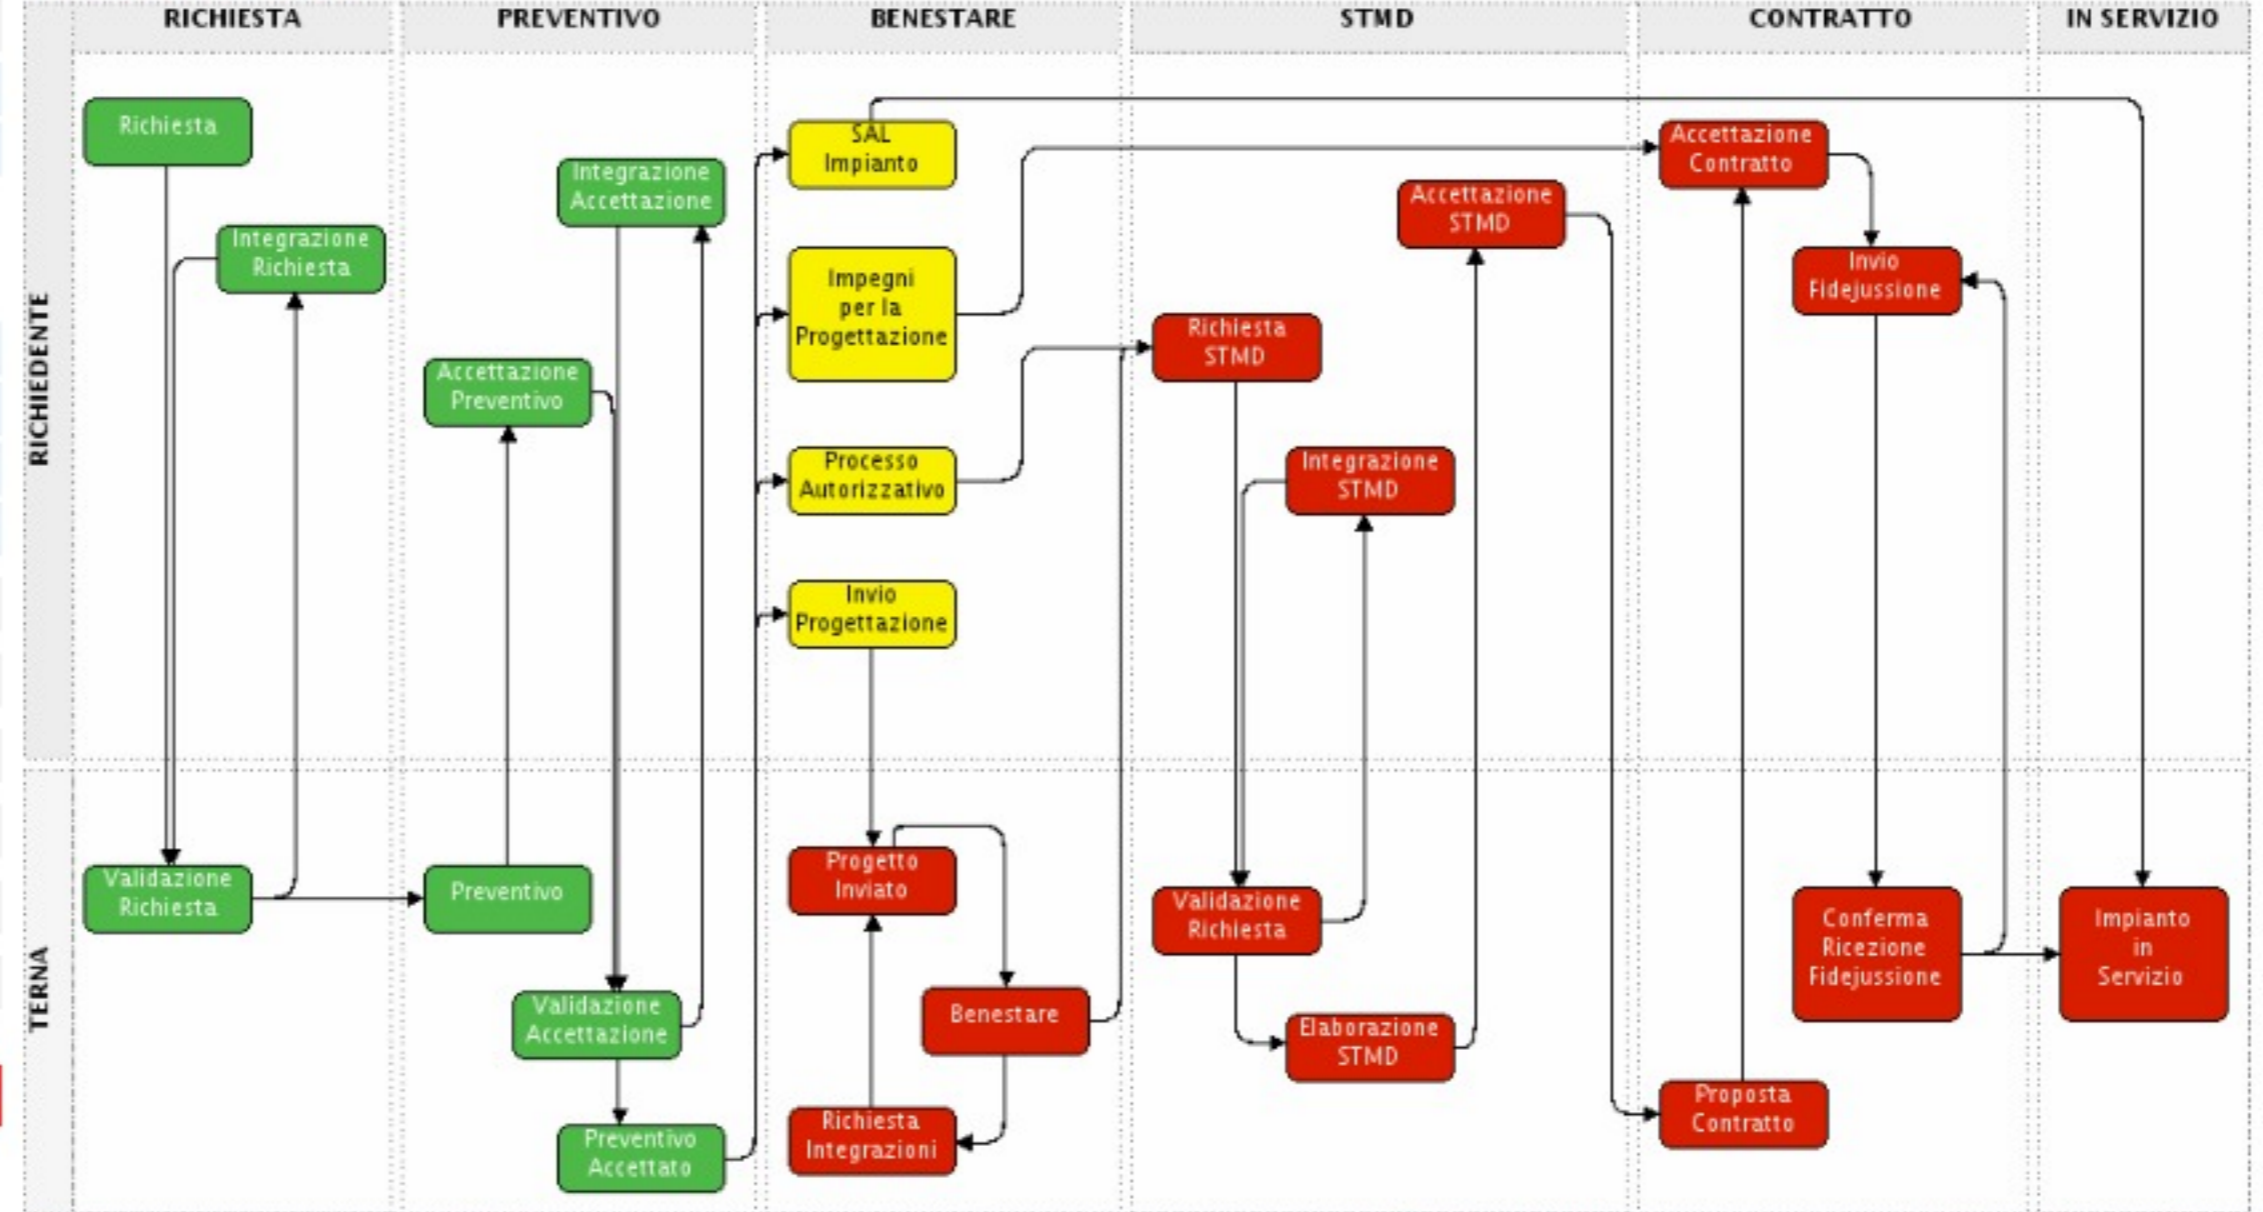 RICHIESTA
PREVENTIVO
BENESTARE
STMD
CONTRATTO
IN SERVIZIO
RICHIEDENTE
Richiesta
Integrazione
Richiesta
Integrazione
Accettazione
Accettazione
Preventivo
SAL
Impianto
Impegni
per la
Progettazione
Processo
Autorizzativo
Invio
Progettazione
Richiesta
STMD
Accettazione
STMD
Integrazione
STMD
Accettazione
Contratto
Invio
Fidejussione
TERNA
Validazione
Richiesta
Preventivo
Validazione
Accettazione
Preventivo
Accettato
Progetto
Inviato
Benestare
Richiesta
Integrazioni
Validazione
Richiesta
Elaborazione
STMD
Proposta
Contratto
Conferma
Ricezione
Fidejussione
Impianto
in
Servizio